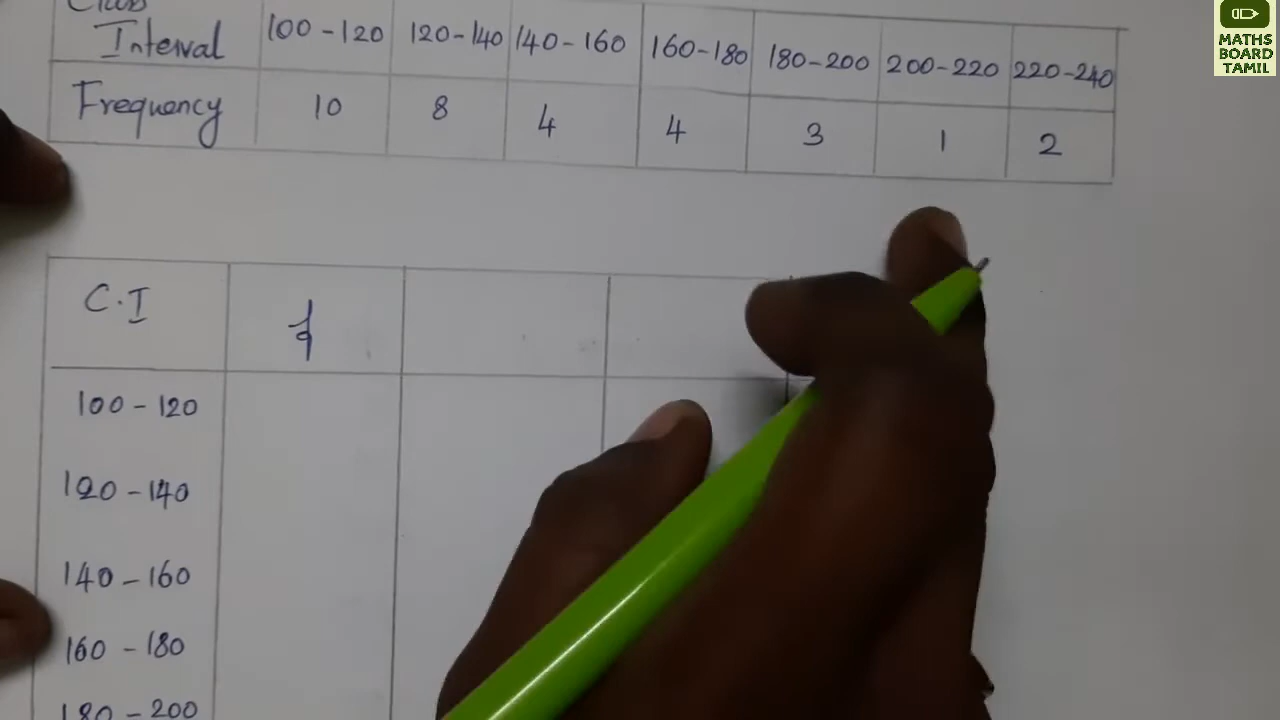 Class
Interval 100-120 120-140 140-160 160-180 180-200 200-220 220-240
Frequency 10 8 4 4 3 1 2
C.I f
100-120
120-140
140-160
160-180
180-200
MATHS
BOARD
TAMIL